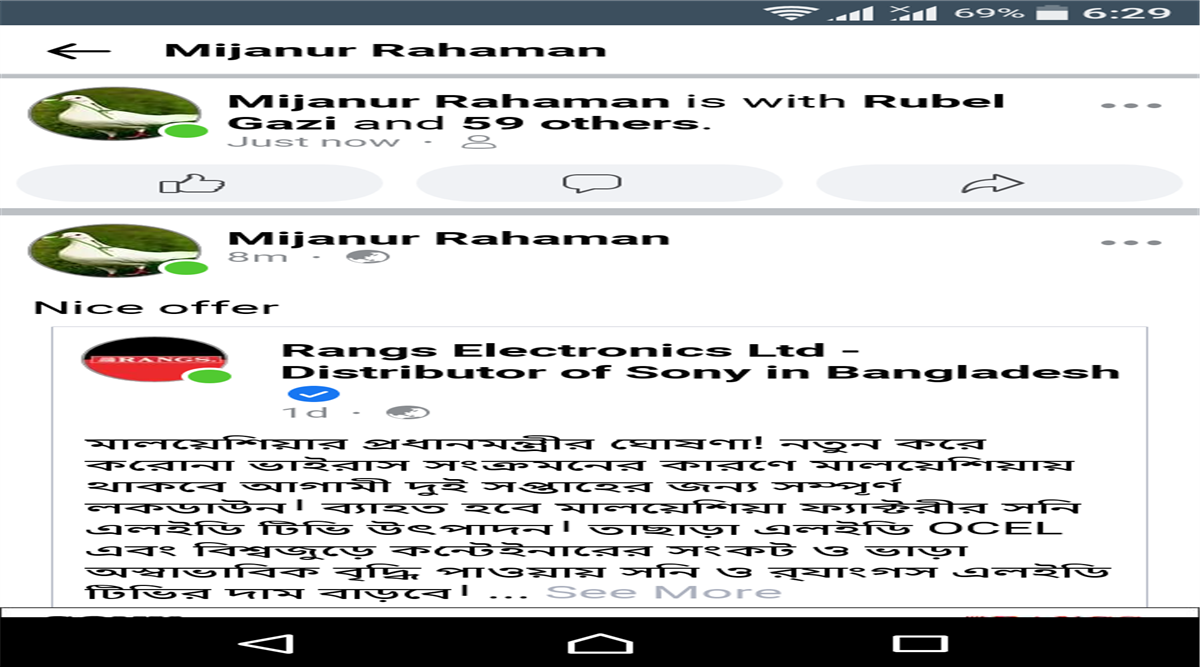 69% 6:29
Mijanur Rahaman
Mijanur Rahaman is with Rubel
Gazi and 59 others.
Just now ·
Mijanur Rahaman
8m ·
Nice offer
RANGS
Rangs Electronics Ltd -
Distributor of Sony in Bangladesh
1d ·
মালয়েশিয়ার প্রধানমন্ত্রীর ঘোষণা! নতুন করে
করোনা ভাইরাস সংক্রমনের কারণে মালয়েশিয়ায়
থাকবে আগামী দুই সপ্তাহের জন্য সম্পূর্ণ
লকডাউন। ব্যাহত হবে মালয়েশিয়া ফ্যাক্টরীর সনি
এলইডি টিভি উৎপাদন। তাছাড়া এলইডি OCEL
এবং বিশ্বজুড়ে কন্টেইনারের সংকট ও ভাড়া
অস্বাভাবিক বৃদ্ধি পাওয়ায় সনি ও র‍্যাংগস এলইডি
টিভির দাম বাড়বে। ... See More